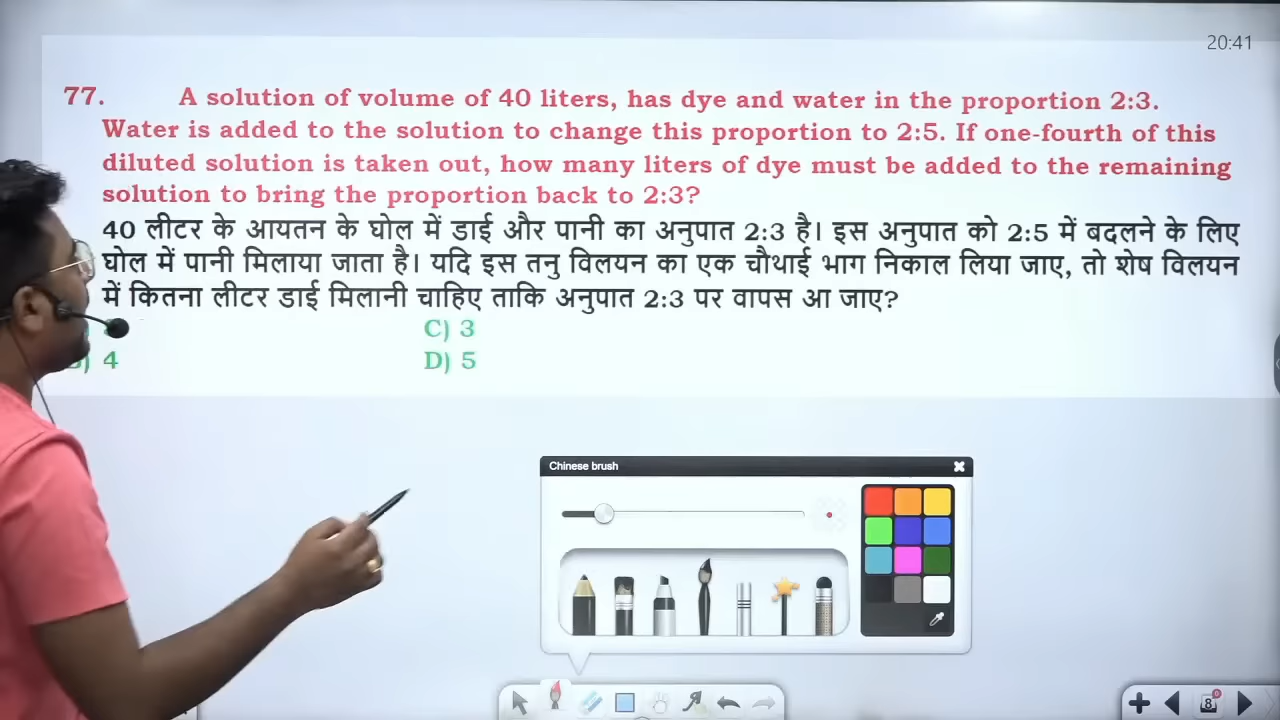 20:41
77. A solution of volume of 40 liters, has dye and water in the proportion 2:3.
Water is added to the solution to change this proportion to 2:5. If one-fourth of this
diluted solution is taken out, how many liters of dye must be added to the remaining
solution to bring the proportion back to 2:3?
40 लीटर के आयतन के घोल में डाई और पानी का अनुपात 2:3 है। इस अनुपात को 2:5 में बदलने के लिए
घोल में पानी मिलाया जाता है। यदि इस तनु विलयन का एक चौथाई भाग निकाल लिया जाए, तो शेष विलयन
में कितना लीटर डाई मिलानी चाहिए ताकि अनुपात 2:3 पर वापस आ जाए?
C) 3
) 4 D) 5
Chinese brush
8